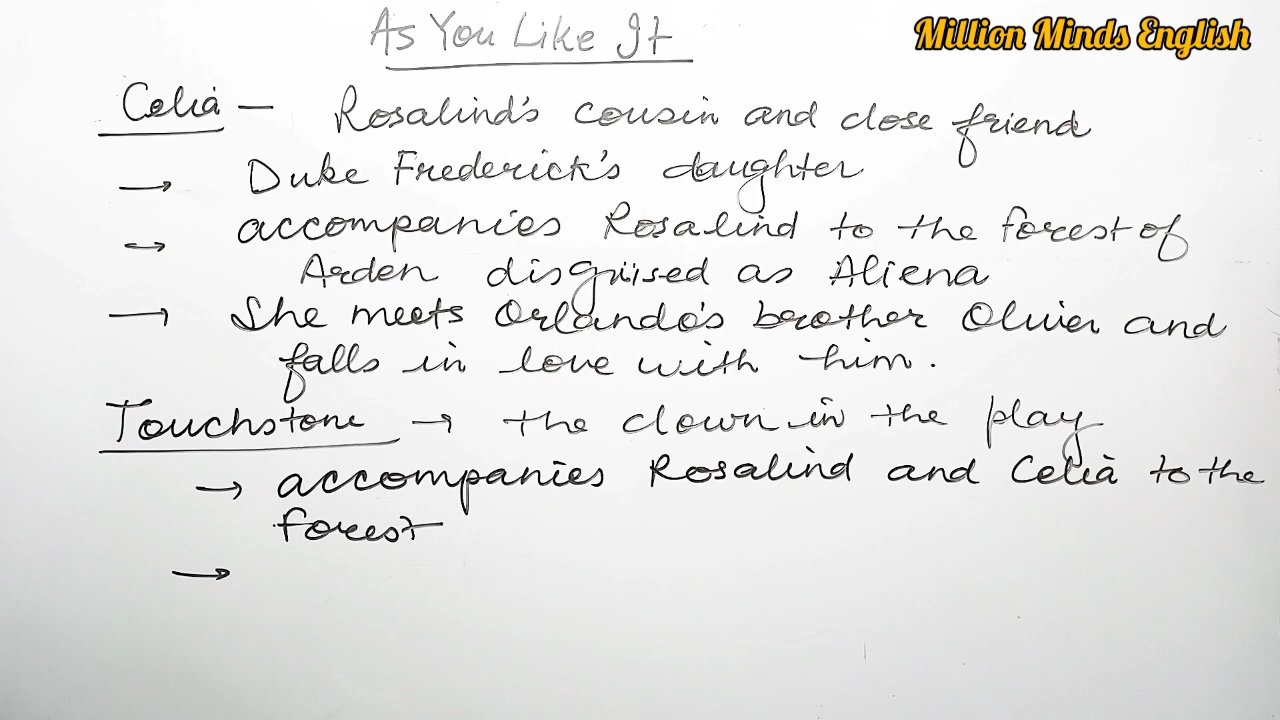 As You Like It
Million Minds English
Celia – Rosalind's cousin and close friend
→ Duke Frederick's daughter
→ accompanies Rosalind to the forest of
Arden disguised as Aliena
→ She meets Orlando's brother Oliver and
falls in love with him.
Touchstone → the clown in the play
→ accompanies Rosalind and Celia to the
forest
→